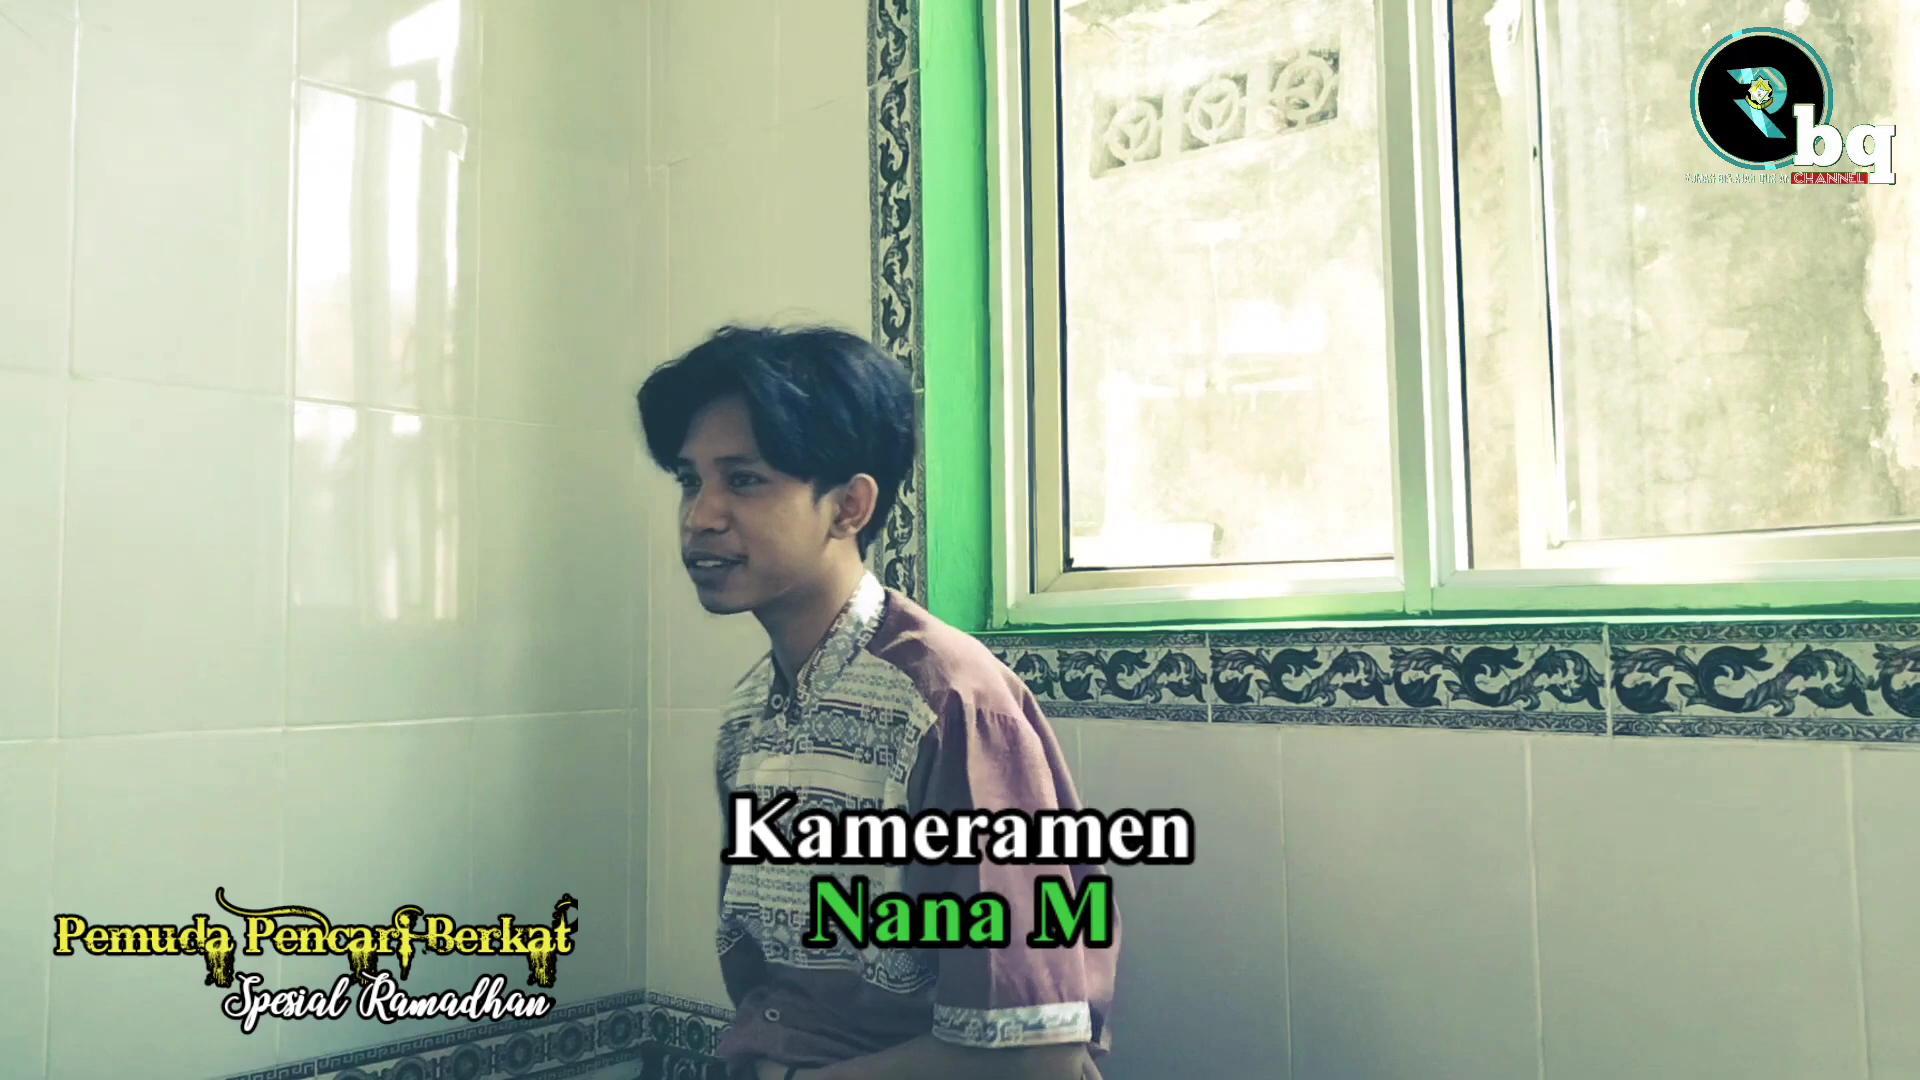 bq
CHANNEL
Kameramen
Nana M
Pemuda Pencari Berkat
Spesial Ramadhan